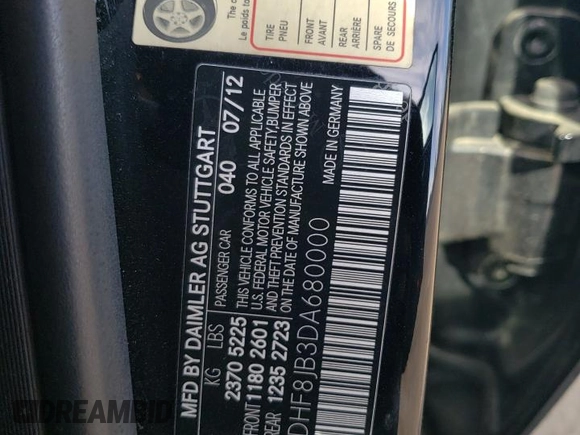 The c
Le poids to
TIRE
PNEU
FRONT
AVANT
REAR
ARRIÈRE
SPARE
DE SECOURS
MFD BY DAIMLER AG STUTTGART
040 07/12
PASSENGER CAR
THIS VEHICLE CONFORMS TO ALL APPLICABLE
U.S. FEDERAL MOTOR VEHICLE SAFETY,BUMPER
AND THEFT PREVENTION STANDARDS IN EFFECT
ON THE DATE OF MANUFACTURE SHOWN ABOVE
MADE IN GERMANY
KG LBS
2370 5225
FRONT 1180 2601
REAR 1235 2723
DHF8JB3DA680000
DREAMBID